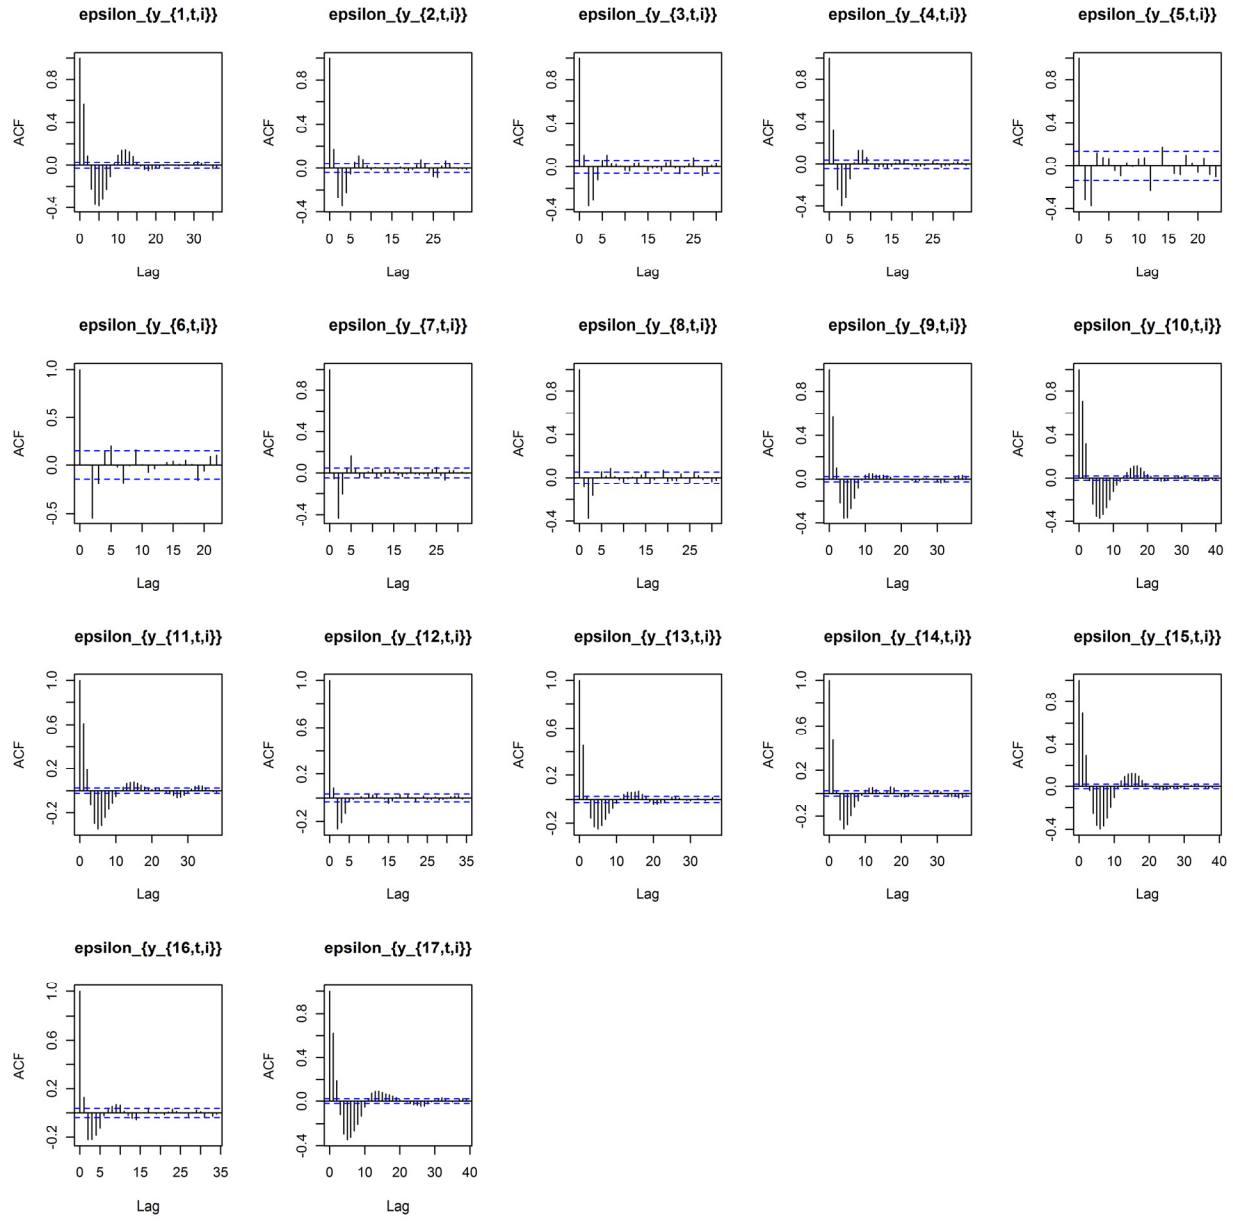 epsilon_{y_{1,t,i}} epsilon_{y_{2,t,i}} epsilon_{y_{3,t,i}} epsilon_{y_{4,t,i}} epsilon_{y_{5,t,i}}
ACF ACF ACF ACF ACF
-0.4 0.0 0.4 0.8 -0.4 0.0 0.4 0.8 -0.4 0.0 0.4 0.8 -0.4 0.0 0.4 0.8 -0.4 0.0 0.4 0.8
0 10 20 30 0 5 15 25 0 5 15 25 0 5 15 25 0 5 10 15 20
Lag Lag Lag Lag Lag
epsilon_{y_{6,t,i}} epsilon_{y_{7,t,i}} epsilon_{y_{8,t,i}} epsilon_{y_{9,t,i}} epsilon_{y_{10,t,i}}
ACF ACF ACF ACF ACF
-0.5 0.0 0.5 1.0 -0.4 0.0 0.4 0.8 -0.4 0.0 0.4 0.8 -0.4 0.0 0.4 0.8 -0.4 0.0 0.4 0.8
0 5 10 15 20 0 5 15 25 0 5 15 25 0 10 20 30 0 10 20 30 40
Lag Lag Lag Lag Lag
epsilon_{y_{11,t,i}} epsilon_{y_{12,t,i}} epsilon_{y_{13,t,i}} epsilon_{y_{14,t,i}} epsilon_{y_{15,t,i}}
ACF ACF ACF ACF ACF
-0.2 0.2 0.6 1.0 -0.2 0.2 0.6 1.0 -0.2 0.2 0.6 1.0 -0.2 0.2 0.6 1.0 -0.4 0.0 0.4 0.8
0 10 20 30 0 5 15 25 35 0 10 20 30 0 10 20 30 0 10 20 30 40
Lag Lag Lag Lag Lag
epsilon_{y_{16,t,i}} epsilon_{y_{17,t,i}}
ACF ACF
-0.2 0.2 0.6 1.0 -0.4 0.0 0.4 0.8
0 5 15 25 35 0 10 20 30 40
Lag Lag